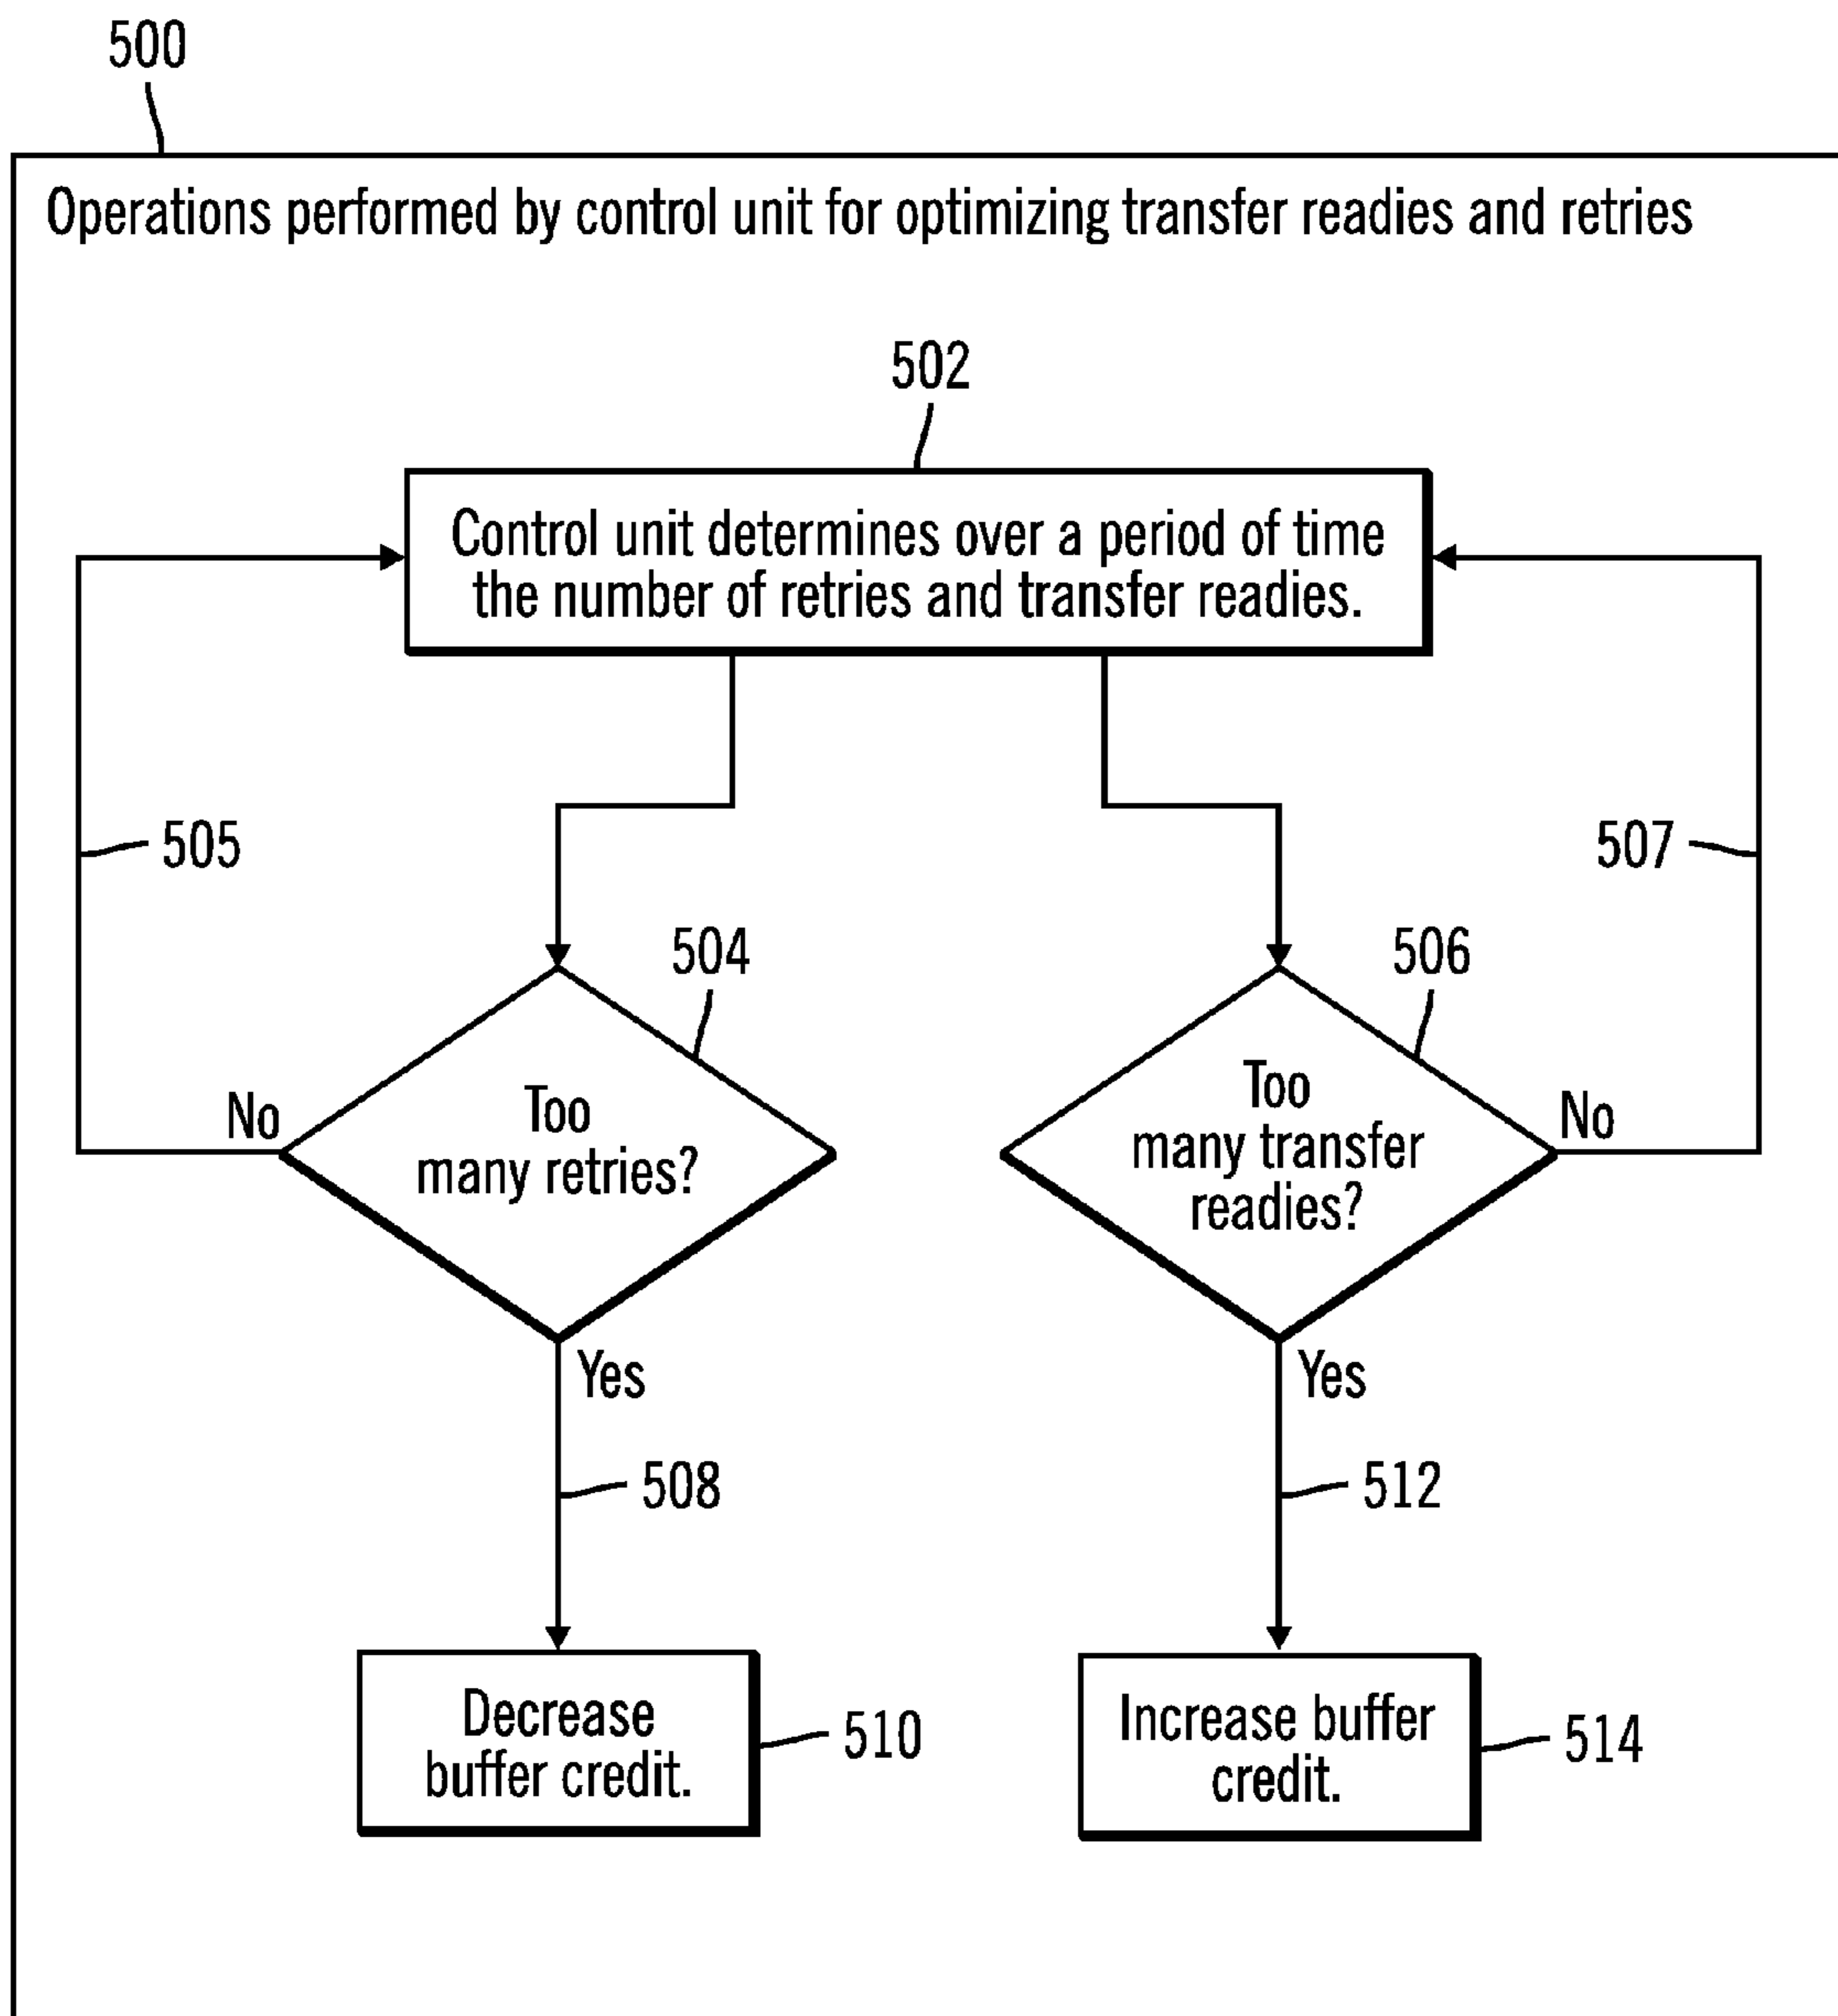 500
Operations performed by control unit for optimizing transfer readies and retries
502
Control unit determines over a period of time
the number of retries and transfer readies.
505
507
504
506
No
Too
many retries?
Too
many transfer
readies?
No
Yes
Yes
508
512
Decrease
buffer credit.
510
Increase buffer
credit.
514